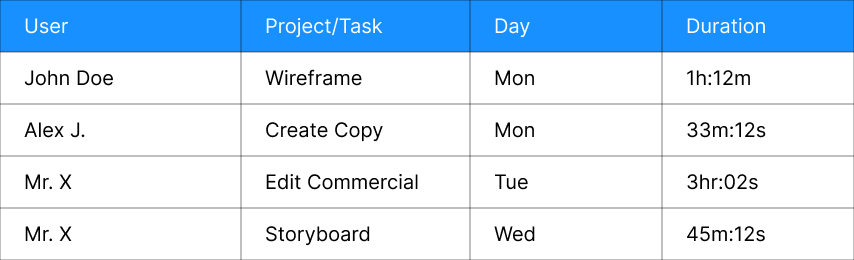 User Project/Task Day Duration
John Doe Wireframe Mon 1h:12m
Alex J. Create Copy Mon 33m:12s
Mr. X Edit Commercial Tue 3hr:02s
Mr. X Storyboard Wed 45m:12s